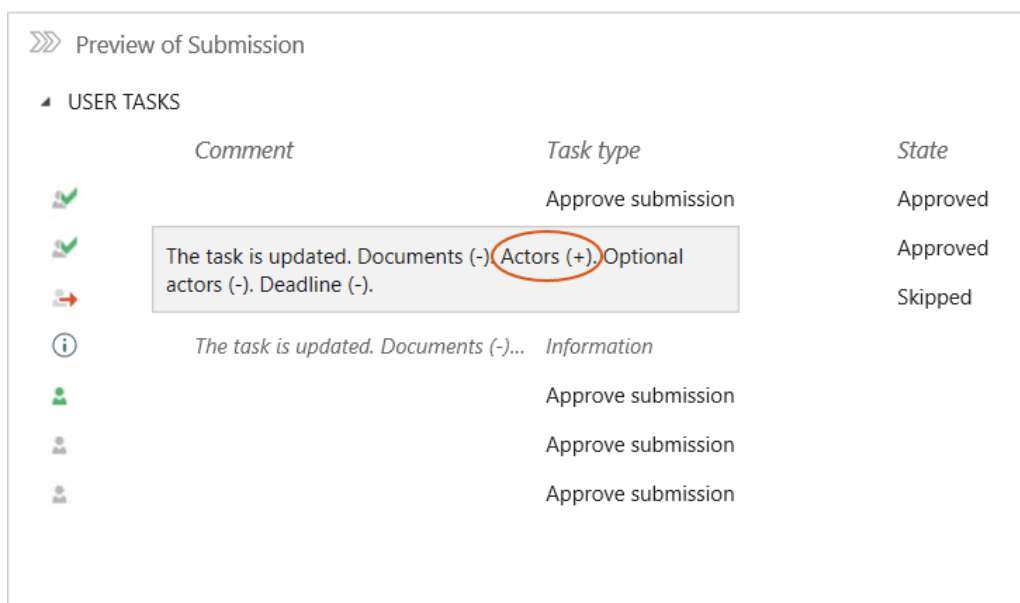 Preview of Submission
USER TASKS
Comment Task type State
Approve submission Approved
The task is updated. Documents (-). Actors (+). Optional
actors (-). Deadline (-).
Approved
Skipped
The task is updated. Documents (-)... Information
Approve submission
Approve submission
Approve submission